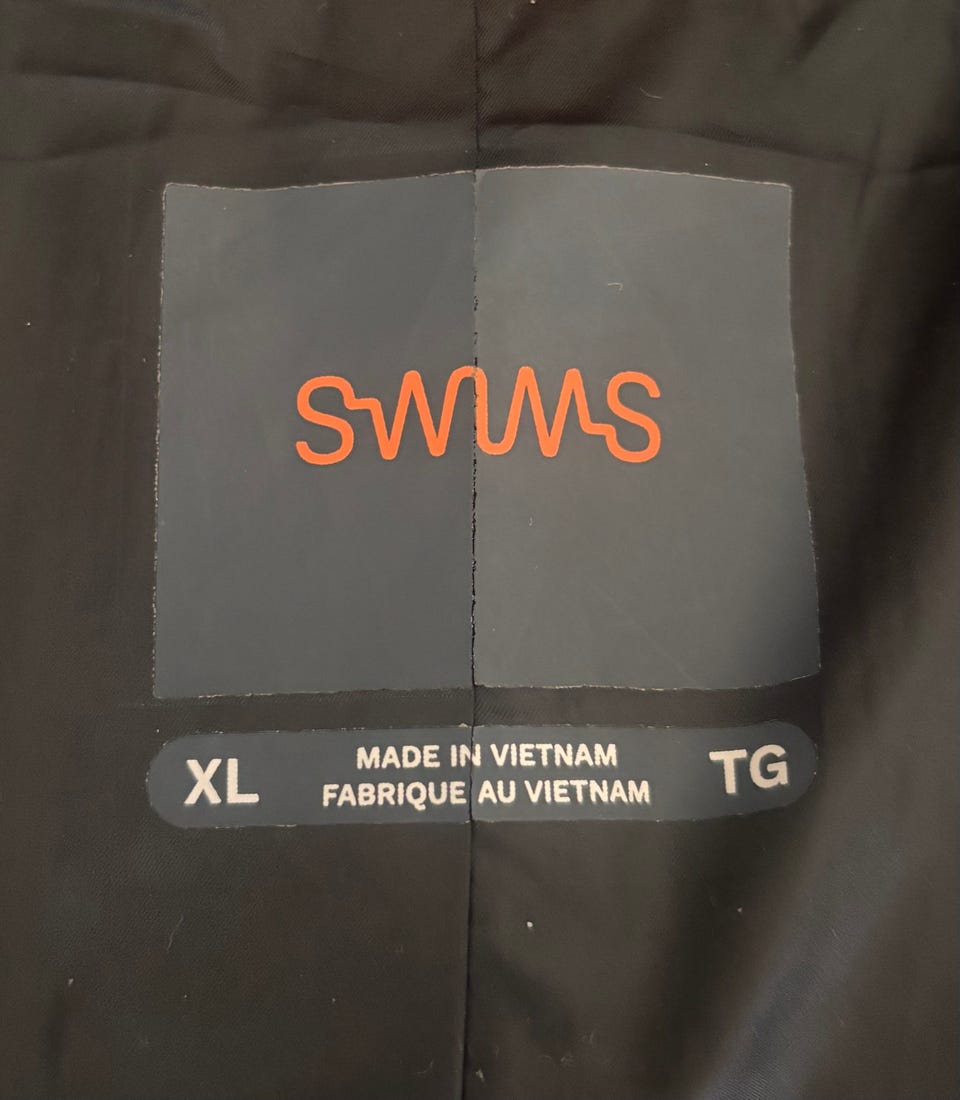 SWIMS
XL
MADE IN VIETNAM
FABRIQUE AU VIETNAM
TG